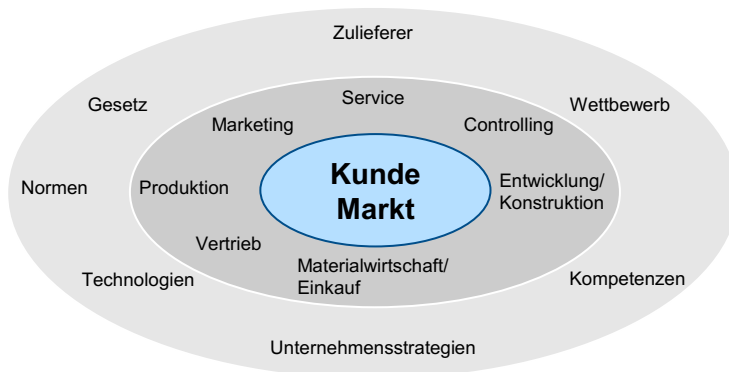 Zulieferer
Gesetz
Service
Wettbewerb
Marketing
Controlling
Normen
Produktion
Kunde
Markt
Entwicklung/
Konstruktion
Vertrieb
Technologien
Materialwirtschaft/
Einkauf
Kompetenzen
Unternehmensstrategien